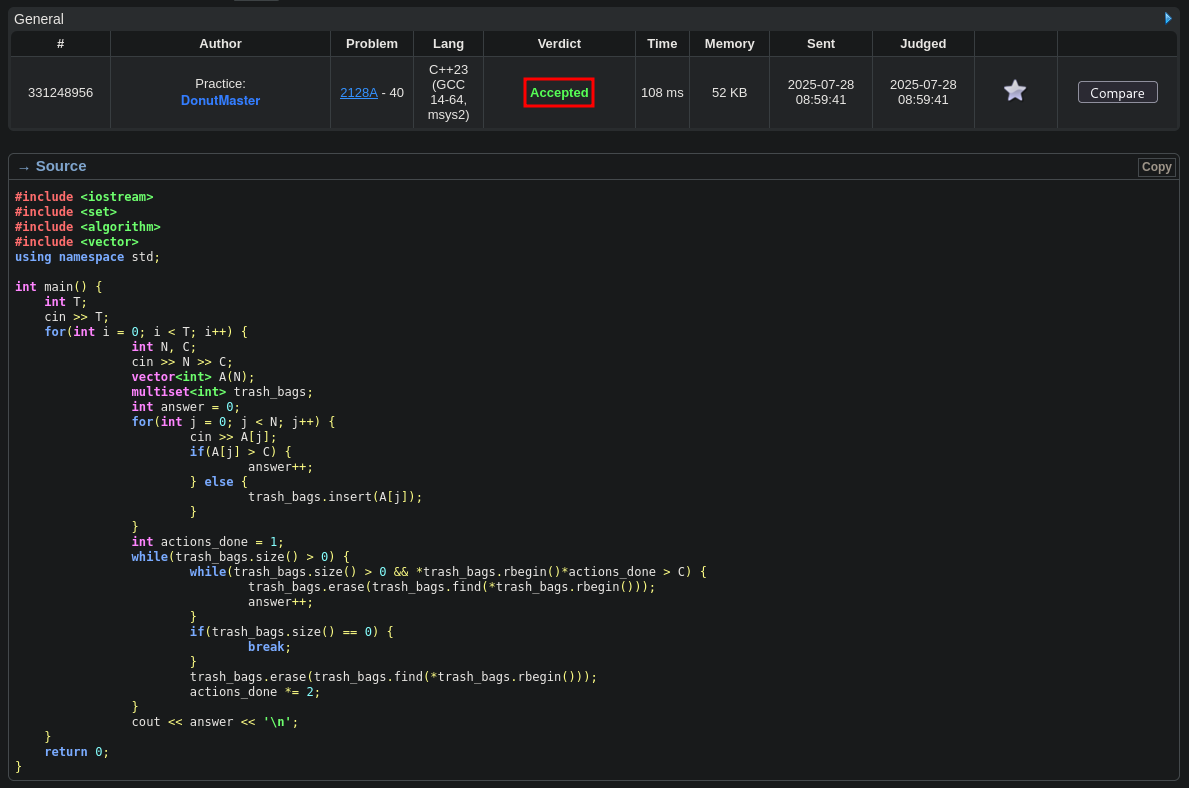 General
# Author Problem Lang Verdict Time Memory Sent Judged
331248956 Practice: DonutMaster 2128A - 40 C++23 (GCC 14-64, msys2) Accepted 108 ms 52 KB 2025-07-28 08:59:41 2025-07-28 08:59:41 Compare
→ Source Copy
#include <iostream>
#include <set>
#include <algorithm>
#include <vector>
using namespace std;

int main() {
    int T;
    cin >> T;
    for(int i = 0; i < T; i++) {
                int N, C;
                cin >> N >> C;
                vector<int> A(N);
                multiset<int> trash_bags;
                int answer = 0;
                for(int j = 0; j < N; j++) {
                        cin >> A[j];
                        if(A[j] > C) {
                                answer++;
                        } else {
                                trash_bags.insert(A[j]);
                        }
                }
                int actions_done = 1;
                while(trash_bags.size() > 0) {
                        while(trash_bags.size() > 0 && *trash_bags.rbegin()*actions_done > C) {
                                trash_bags.erase(trash_bags.find(*trash_bags.rbegin()));
                                answer++;
                        }
                        if(trash_bags.size() == 0) {
                                break;
                        }
                        trash_bags.erase(trash_bags.find(*trash_bags.rbegin()));
                        actions_done *= 2;
                }
                cout << answer << '\n';
    }
    return 0;
}